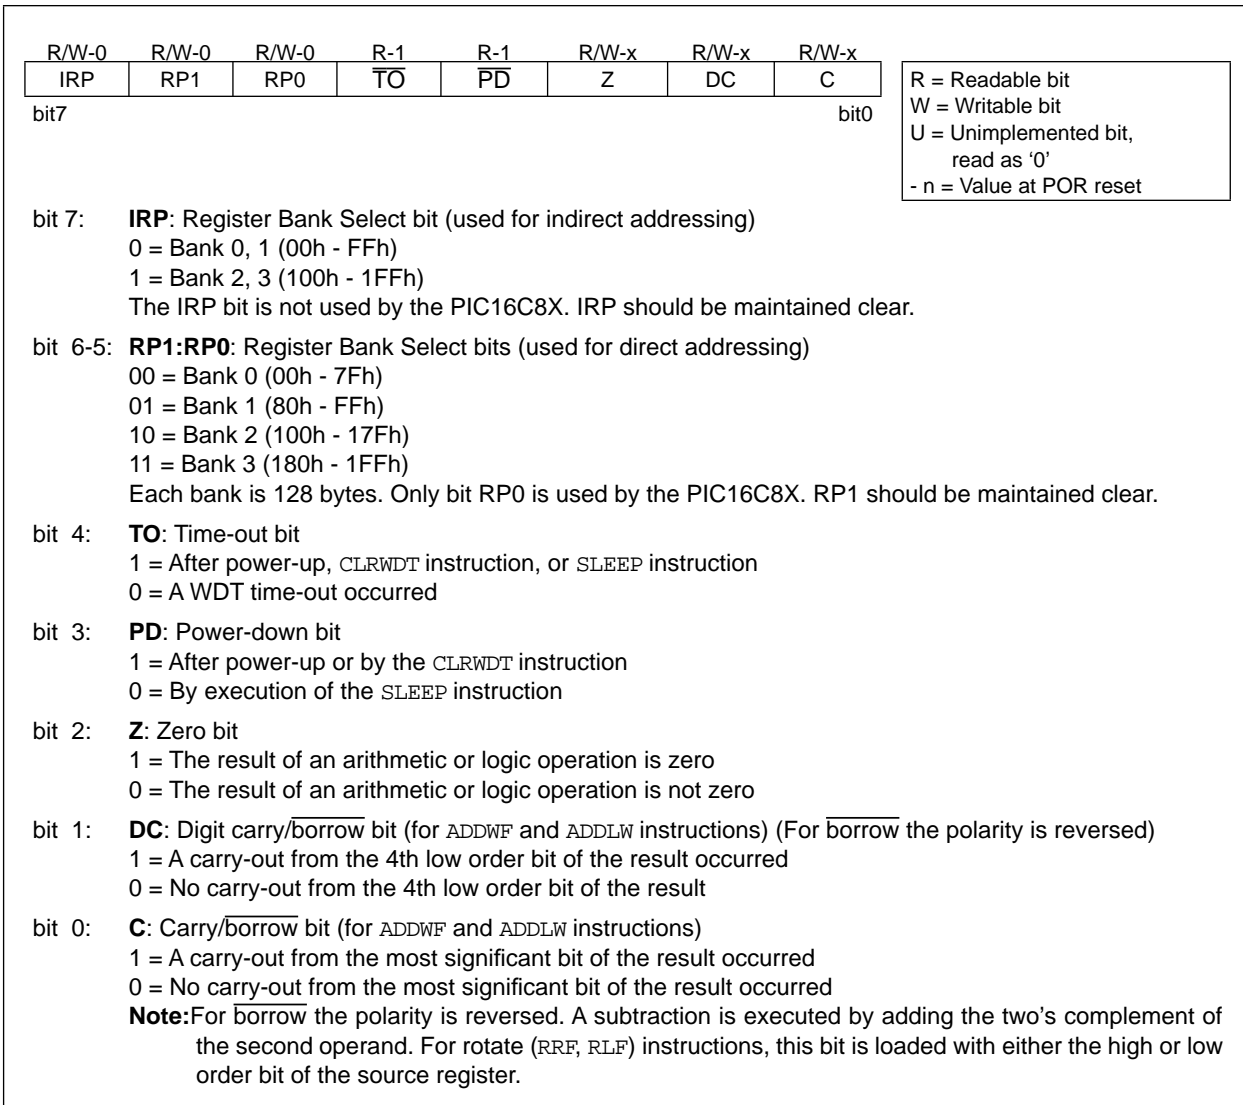 R/W-0 R/W-0 R/W-0 R-1 R-1 R/W-x R/W-x R/W-x
IRP RP1 RP0 T̅O̅ P̅D̅ Z DC C
bit7 bit0
R = Readable bit
W = Writable bit
U = Unimplemented bit,
read as ‘0’
- n = Value at POR reset
bit 7: IRP: Register Bank Select bit (used for indirect addressing)
0 = Bank 0, 1 (00h - FFh)
1 = Bank 2, 3 (100h - 1FFh)
The IRP bit is not used by the PIC16C8X. IRP should be maintained clear.
bit 6-5: RP1:RP0: Register Bank Select bits (used for direct addressing)
00 = Bank 0 (00h - 7Fh)
01 = Bank 1 (80h - FFh)
10 = Bank 2 (100h - 17Fh)
11 = Bank 3 (180h - 1FFh)
Each bank is 128 bytes. Only bit RP0 is used by the PIC16C8X. RP1 should be maintained clear.
bit 4: TO: Time-out bit
1 = After power-up, CLRWDT instruction, or SLEEP instruction
0 = A WDT time-out occurred
bit 3: PD: Power-down bit
1 = After power-up or by the CLRWDT instruction
0 = By execution of the SLEEP instruction
bit 2: Z: Zero bit
1 = The result of an arithmetic or logic operation is zero
0 = The result of an arithmetic or logic operation is not zero
bit 1: DC: Digit carry/b̅o̅r̅r̅o̅w̅ bit (for ADDWF and ADDLW instructions) (For b̅o̅r̅r̅o̅w̅ the polarity is reversed)
1 = A carry-out from the 4th low order bit of the result occurred
0 = No carry-out from the 4th low order bit of the result
bit 0: C: Carry/b̅o̅r̅r̅o̅w̅ bit (for ADDWF and ADDLW instructions)
1 = A carry-out from the most significant bit of the result occurred
0 = No carry-out from the most significant bit of the result occurred
Note:For b̅o̅r̅r̅o̅w̅ the polarity is reversed. A subtraction is executed by adding the two’s complement of
the second operand. For rotate (RRF, RLF) instructions, this bit is loaded with either the high or low
order bit of the source register.